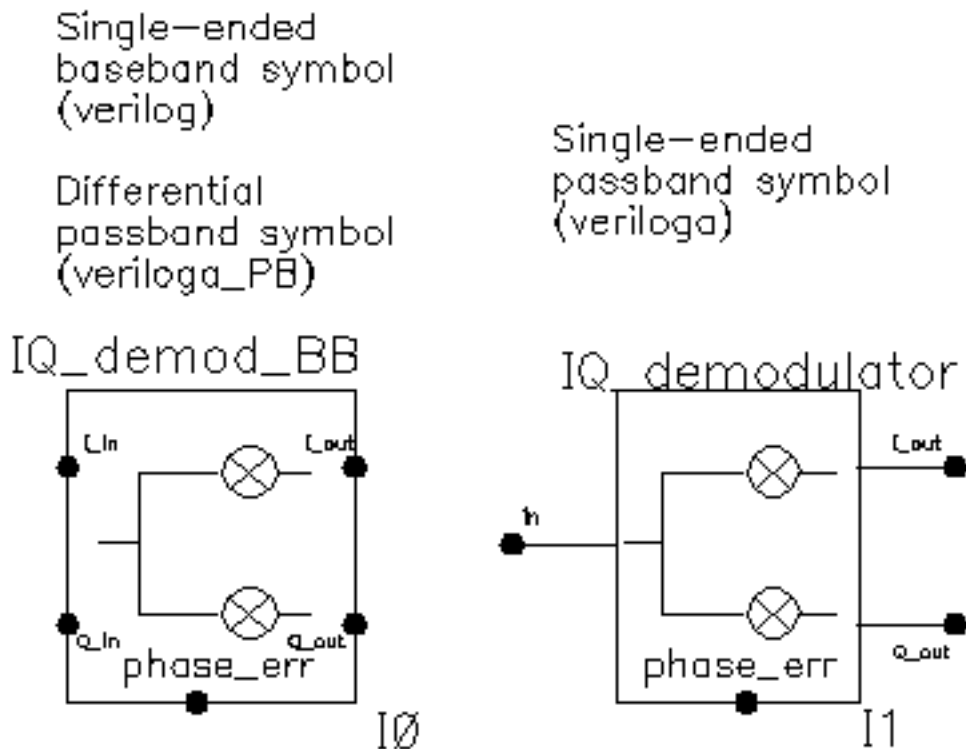 Single-ended
baseband symbol
(verilog)
Differential
passband symbol
(veriloga_PB)
Single-ended
passband symbol
(veriloga)
IQ_demod_BB
I_in
I_out
Q_in
Q_out
phase_err
I0
IQ_demodulator
in
I_out
Q_out
phase_err
I1